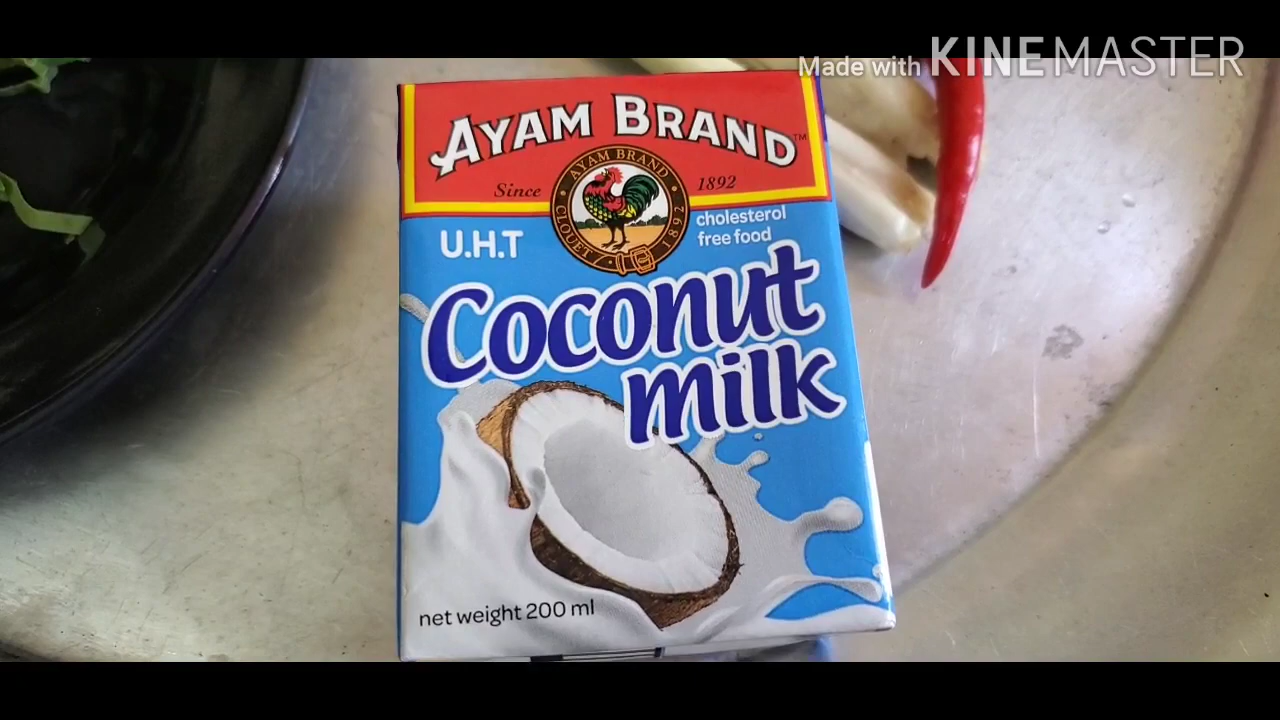 Made with KINEMASTER
AYAM BRAND™
Since 1892
AYAM BRAND
CLOUET 1892
U.H.T
cholesterol
free food
Coconut
milk
net weight 200 ml